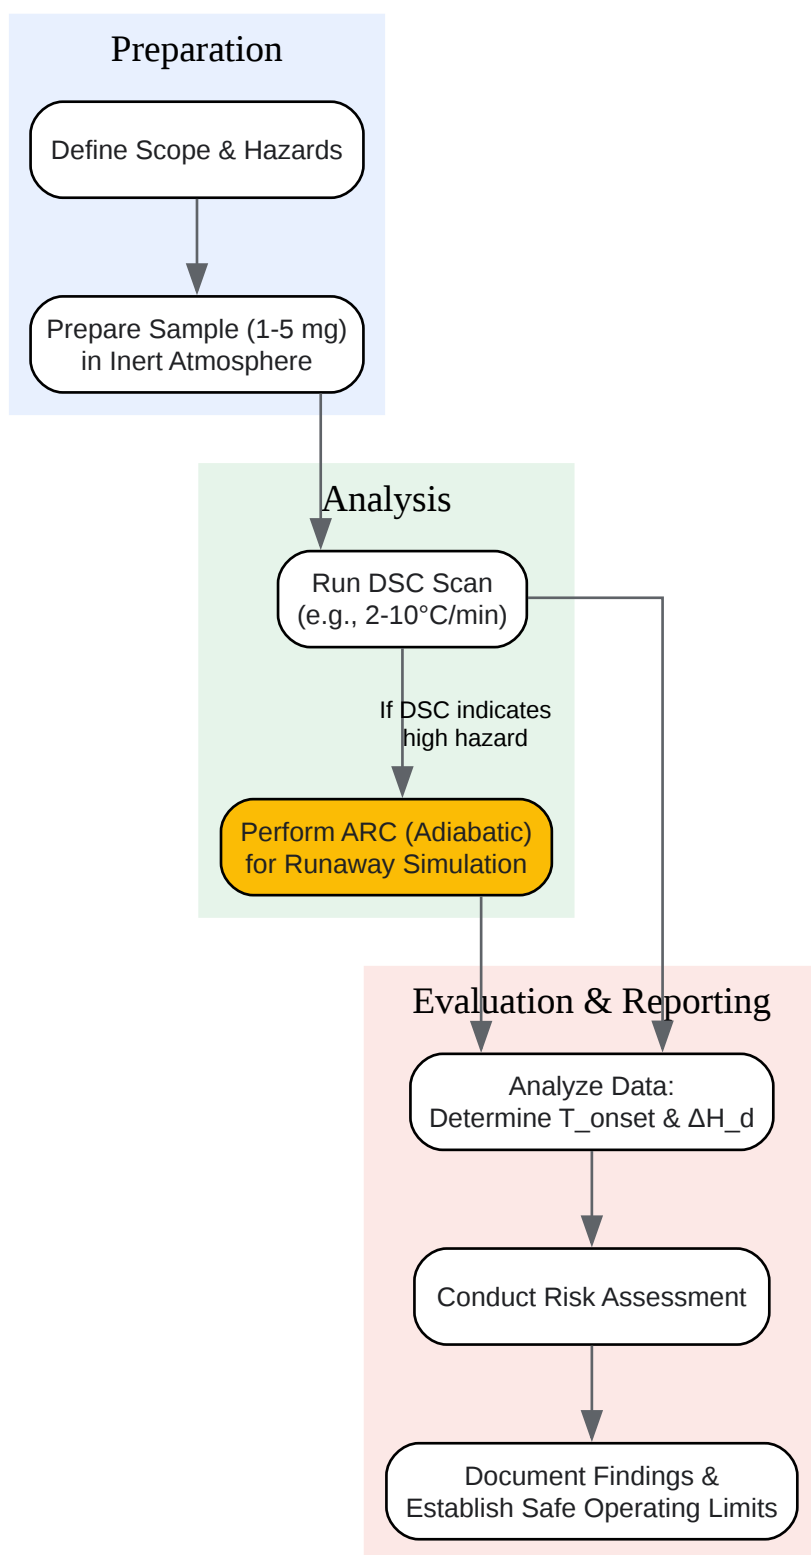 Preparation
Define Scope & Hazards
Prepare Sample (1-5 mg)
in Inert Atmosphere
Analysis
Run DSC Scan
(e.g., 2-10°C/min)
If DSC indicates
high hazard
Perform ARC (Adiabatic)
for Runaway Simulation
Evaluation & Reporting
Analyze Data:
Determine T_onset & ΔH_d
Conduct Risk Assessment
Document Findings &
Establish Safe Operating Limits